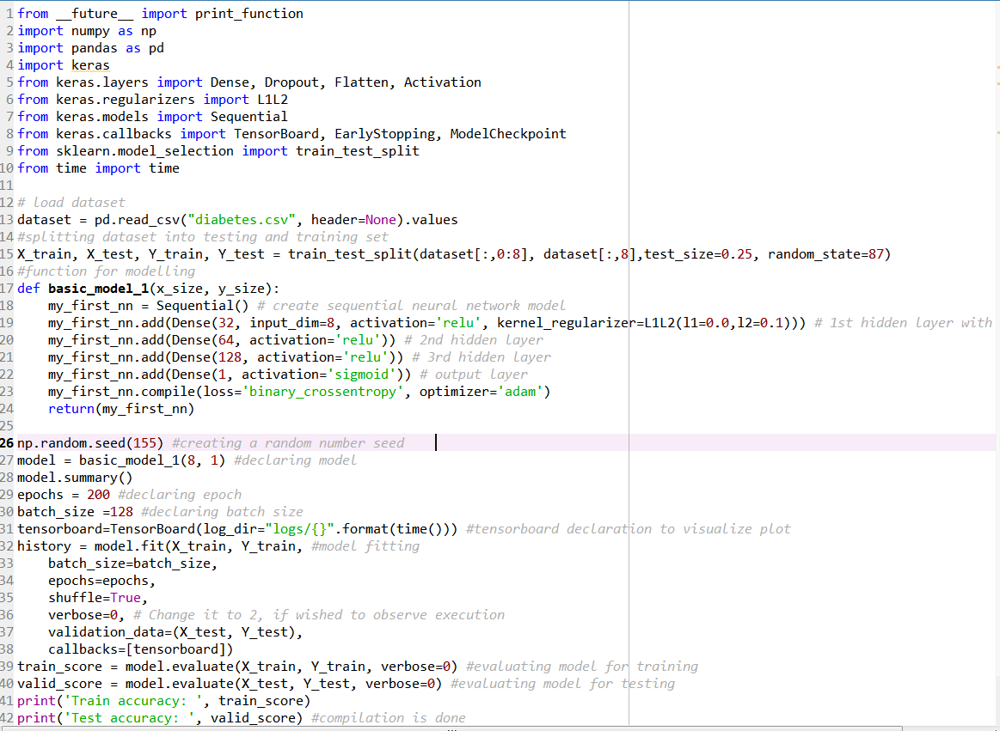 1 from __future__ import print_function
2 import numpy as np
3 import pandas as pd
4 import keras
5 from keras.layers import Dense, Dropout, Flatten, Activation
6 from keras.regularizers import L1L2
7 from keras.models import Sequential
8 from keras.callbacks import TensorBoard, EarlyStopping, ModelCheckpoint
9 from sklearn.model_selection import train_test_split
10 from time import time
11
12 # load dataset
13 dataset = pd.read_csv("diabetes.csv", header=None).values
14 #splitting dataset into testing and training set
15 X_train, X_test, Y_train, Y_test = train_test_split(dataset[:,0:8], dataset[:,8],test_size=0.25, random_state=87)
16 #function for modelling
17 def basic_model_1(x_size, y_size):
18     my_first_nn = Sequential() # create sequential neural network model
19     my_first_nn.add(Dense(32, input_dim=8, activation='relu', kernel_regularizer=L1L2(l1=0.0,l2=0.1))) # 1st hidden layer with
20     my_first_nn.add(Dense(64, activation='relu')) # 2nd hidden layer
21     my_first_nn.add(Dense(128, activation='relu')) # 3rd hidden layer
22     my_first_nn.add(Dense(1, activation='sigmoid')) # output layer
23     my_first_nn.compile(loss='binary_crossentropy', optimizer='adam')
24     return(my_first_nn)
25
26 np.random.seed(155) #creating a random number seed
27 model = basic_model_1(8, 1) #declaring model
28 model.summary()
29 epochs = 200 #declaring epoch
30 batch_size =128 #declaring batch size
31 tensorboard=TensorBoard(log_dir="logs/{}".format(time())) #tensorboard declaration to visualize plot
32 history = model.fit(X_train, Y_train, #model fitting
33     batch_size=batch_size,
34     epochs=epochs,
35     shuffle=True,
36     verbose=0, # Change it to 2, if wished to observe execution
37     validation_data=(X_test, Y_test),
38     callbacks=[tensorboard])
39 train_score = model.evaluate(X_train, Y_train, verbose=0) #evaluating model for training
40 valid_score = model.evaluate(X_test, Y_test, verbose=0) #evaluating model for testing
41 print('Train accuracy: ', train_score)
42 print('Test accuracy: ', valid_score) #compilation is done